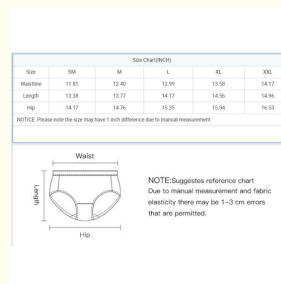 Size Chart(INCH)
Size SM M L XL XXL
Waistline 11.81 12.40 12.99 13.58 14.17
Length 13.38 13.77 14.17 14.56 14.96
Hip 14.17 14.76 15.35 15.94 16.53
NOTICE: Please note the size may have 1 inch difference due to manual measurement.
Waist
Length
Hip
NOTE:Suggestes reference chart
Due to manual measurement and fabric
elasticity there may be 1-3 cm errors
that are permitted.